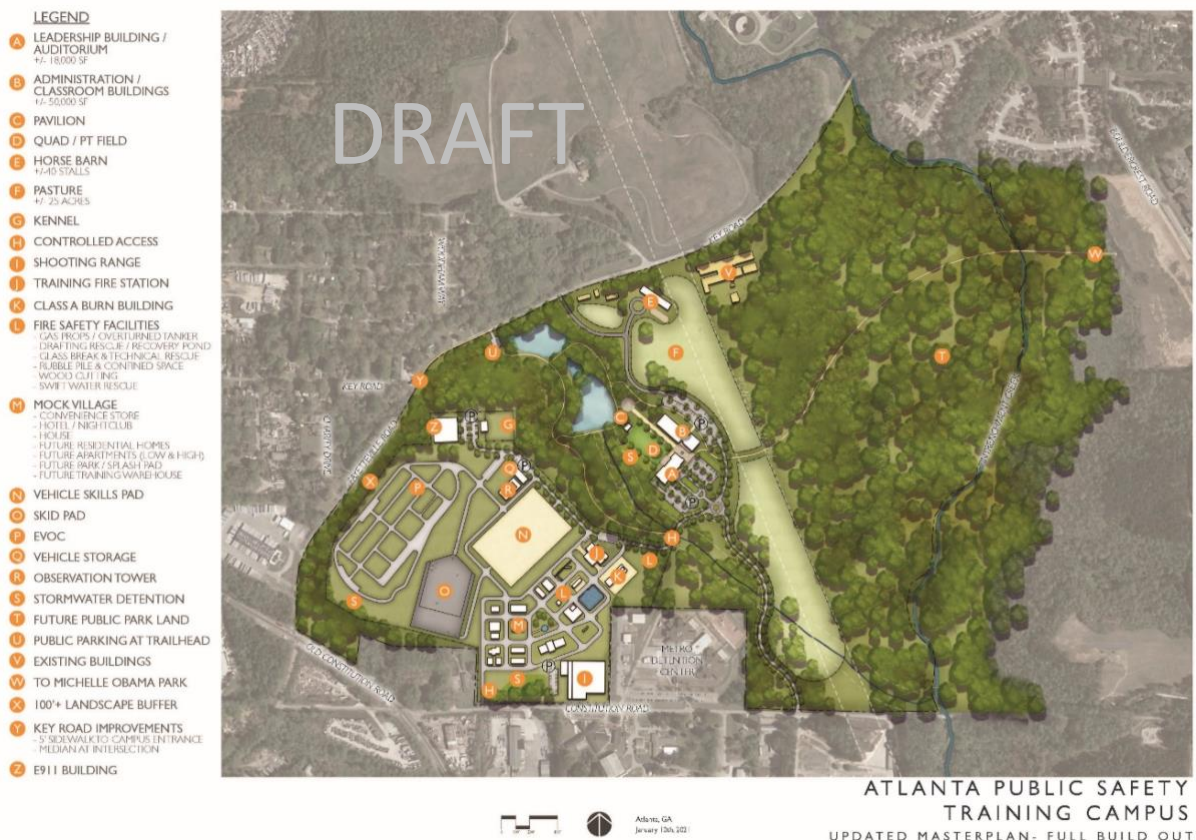 LEGEND
A LEADERSHIP BUILDING /
AUDITORIUM
+/- 18,000 SF
B ADMINISTRATION /
CLASSROOM BUILDINGS
+/- 50,000 SF
C PAVILION
D QUAD / PT FIELD
E HORSE BARN
+/-40 STALLS
F PASTURE
+/- 25 ACRES
G KENNEL
H CONTROLLED ACCESS
I SHOOTING RANGE
J TRAINING FIRE STATION
K CLASS A BURN BUILDING
L FIRE SAFETY FACILITIES
- GAS PROPS / OVERTURNED TANKER
- DRAFTING RESCUE / RECOVERY POND
- GLASS BREAK & TECHNICAL RESCUE
- RUBBLE PILE & CONFINED SPACE
- WOOD CUTTING
- SWIFT WATER RESCUE
M MOCK VILLAGE
- CONVENIENCE STORE
- HOTEL / NIGHTCLUB
- HOUSE
- FUTURE RESIDENTIAL HOMES
- FUTURE APARTMENTS (LOW & HIGH)
- FUTURE PARK / SPLASH PAD
- FUTURE TRAINING WAREHOUSE
N VEHICLE SKILLS PAD
O SKID PAD
P EVOC
Q VEHICLE STORAGE
R OBSERVATION TOWER
S STORMWATER DETENTION
T FUTURE PUBLIC PARK LAND
U PUBLIC PARKING AT TRAILHEAD
V EXISTING BUILDINGS
W TO MICHELLE OBAMA PARK
X 100'+ LANDSCAPE BUFFER
Y KEY ROAD IMPROVEMENTS
- 5' SIDEWALK TO CAMPUS ENTRANCE
- MEDIAN AT INTERSECTION
Z E911 BUILDING
DRAFT
KEY ROAD
V
W
E
U
F
T
Y
KEY ROAD
C
P
Z
G
B
P
S
D
A
Q
P
R
X
P
P
N
H
J
L
K
S
O
L
M
METRO
DETENTION
CENTER
P
S
I
H
OLD CONSTITUTION ROAD
CONSTITUTION ROAD
ATLANTA PUBLIC SAFETY
TRAINING CAMPUS
UPDATED MASTERPLAN- FULL BUILD OUT
Atlanta, GA
January 10th, 2021